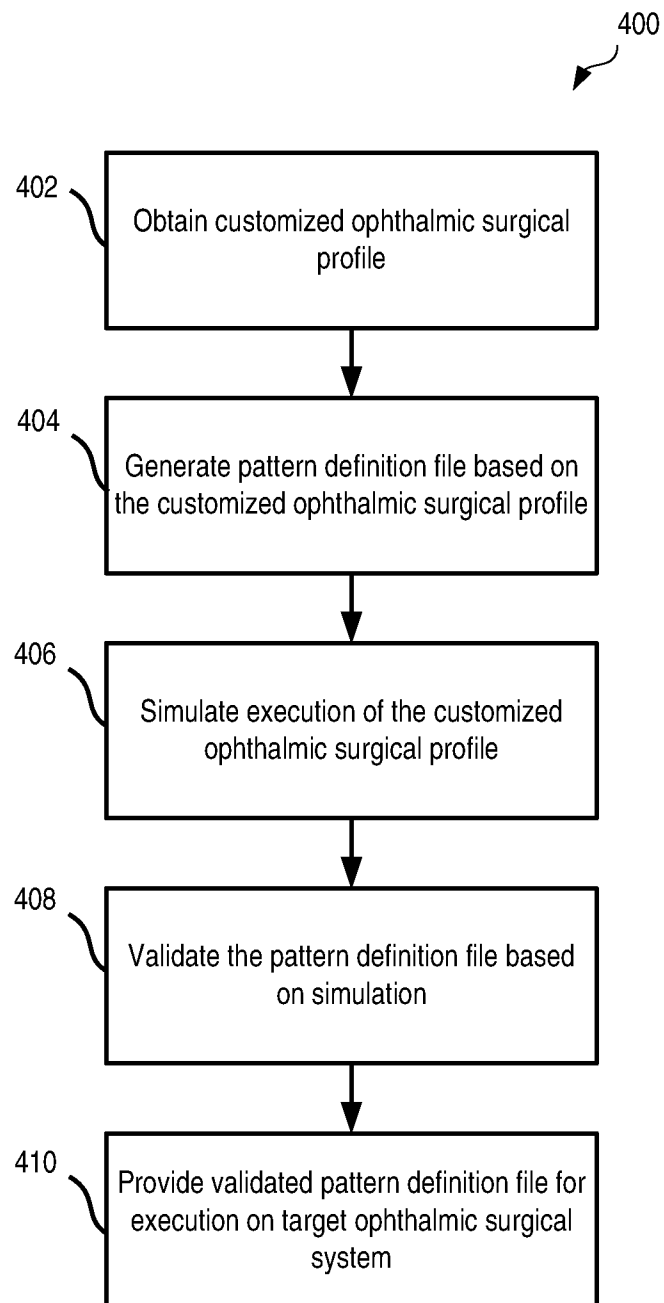 400
402
Obtain customized ophthalmic surgical
profile
404
Generate pattern definition file based on
the customized ophthalmic surgical profile
406
Simulate execution of the customized
ophthalmic surgical profile
408
Validate the pattern definition file based
on simulation
410
Provide validated pattern definition file for
execution on target ophthalmic surgical
system